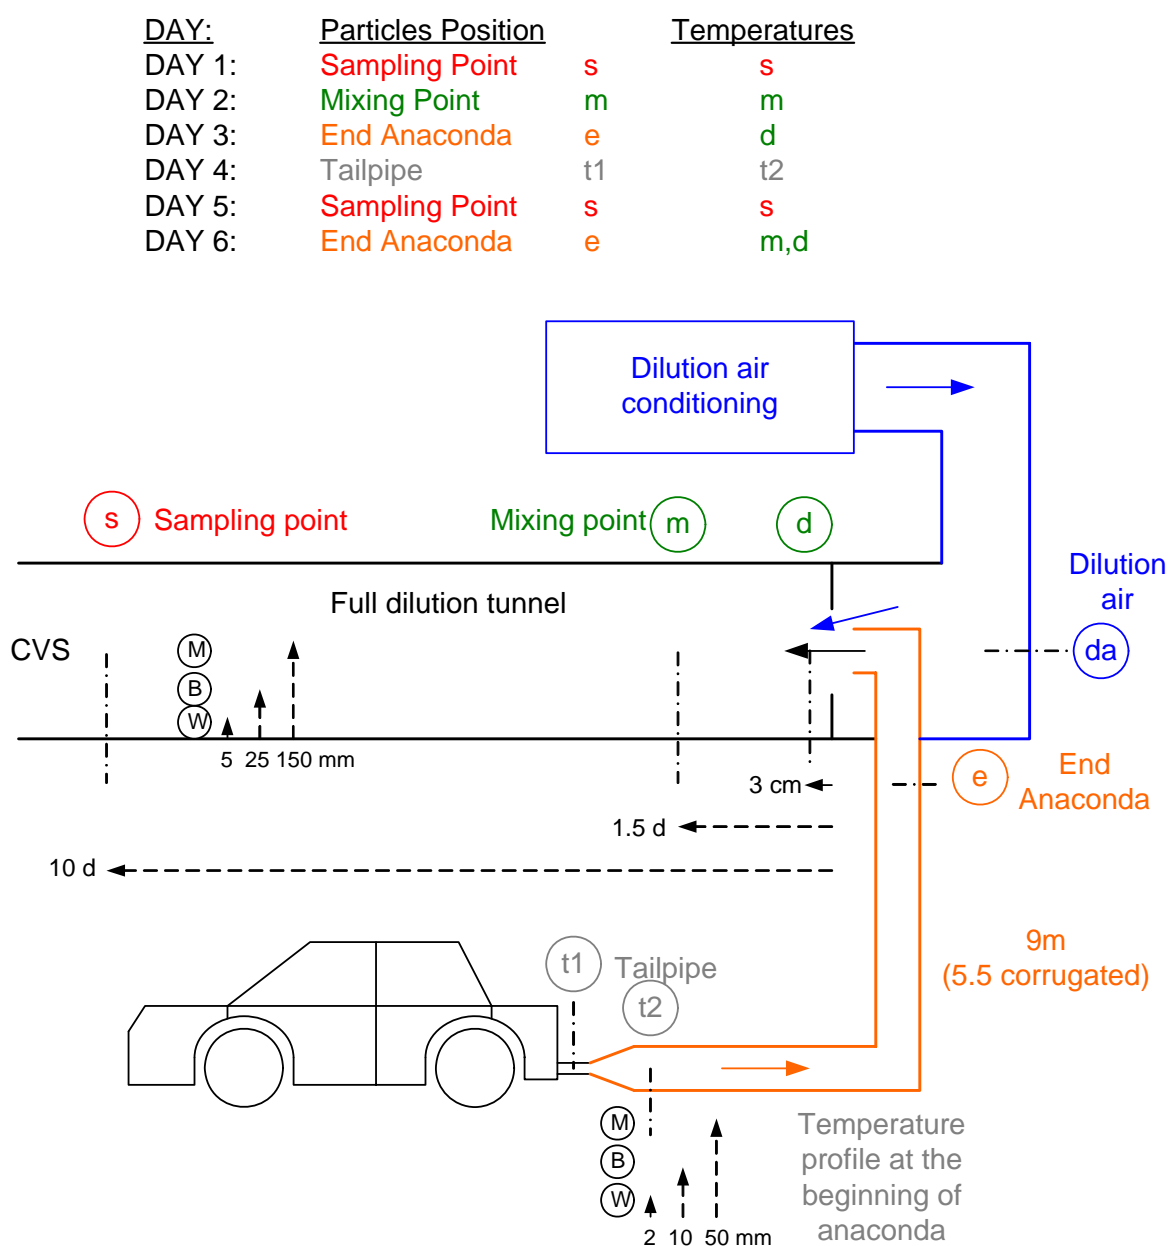 DAY: Particles Position Temperatures
DAY 1: Sampling Point s s
DAY 2: Mixing Point m m
DAY 3: End Anaconda e d
DAY 4: Tailpipe t1 t2
DAY 5: Sampling Point s s
DAY 6: End Anaconda e m,d
Dilution air
conditioning
s Sampling point Mixing point m d
Dilution
air
da
Full dilution tunnel
CVS
M
B
W
5 25 150 mm
3 cm
e End
Anaconda
1.5 d
10 d
9m
(5.5 corrugated)
t1 Tailpipe
t2
M
B
W
2 10 50 mm
Temperature
profile at the
beginning of
anaconda